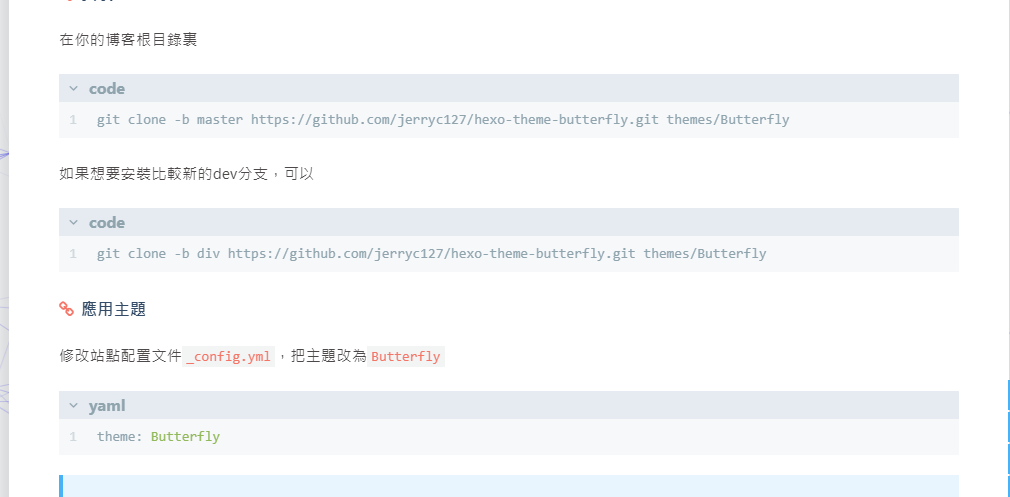 在你的博客根目錄裏
code
1 git clone -b master https://github.com/jerryc127/hexo-theme-butterfly.git themes/Butterfly
如果想要安裝比較新的dev分支，可以
code
1 git clone -b div https://github.com/jerryc127/hexo-theme-butterfly.git themes/Butterfly
應用主題
修改站點配置文件 _config.yml ，把主題改為 Butterfly
yaml
1 theme: Butterfly